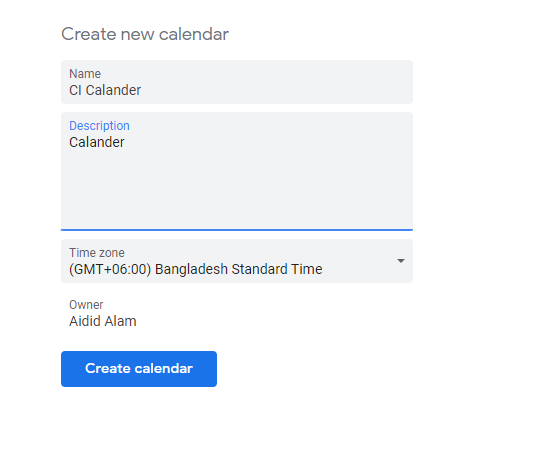 Create new calendar
Name
CI Calander
Description
Calander
Time zone
(GMT+06:00) Bangladesh Standard Time
Owner
Aidid Alam
Create calendar